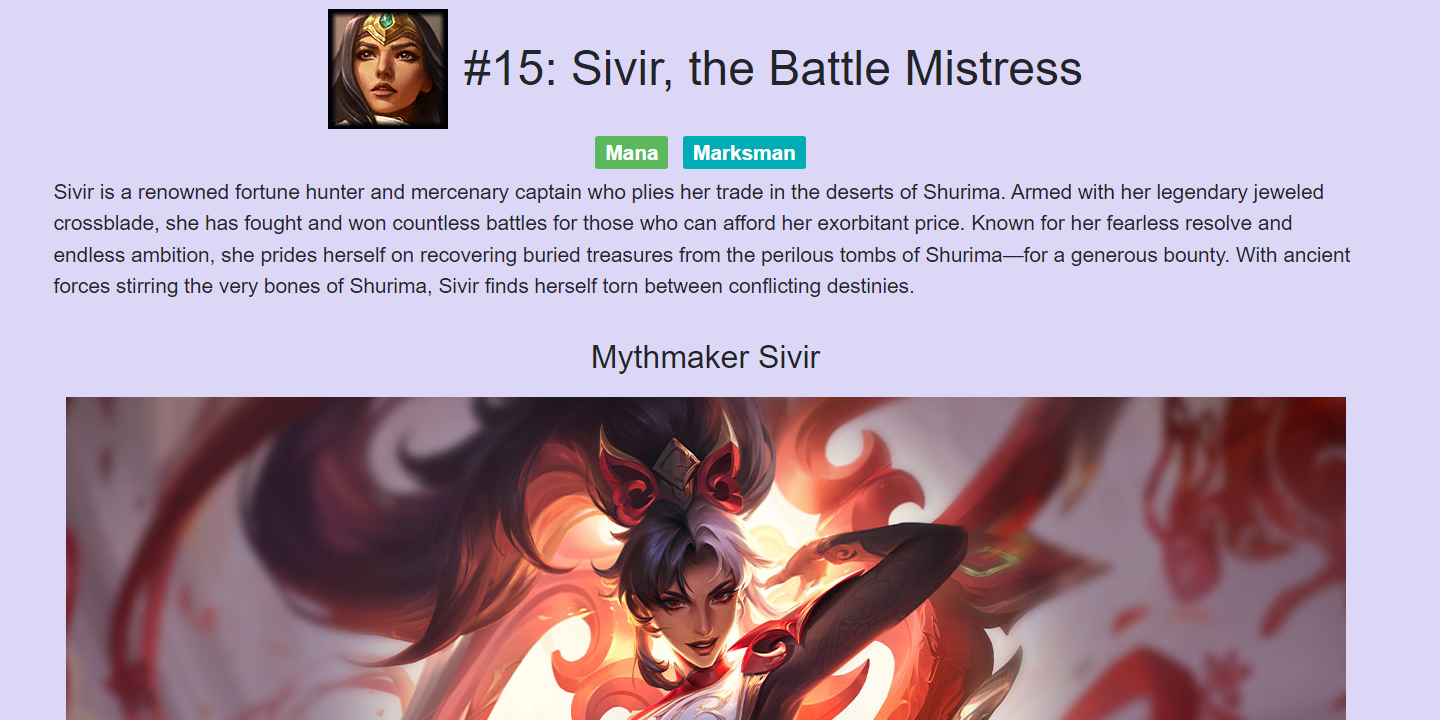 #15: Sivir, the Battle Mistress
Mana Marksman
Sivir is a renowned fortune hunter and mercenary captain who plies her trade in the deserts of Shurima. Armed with her legendary jeweled
crossblade, she has fought and won countless battles for those who can afford her exorbitant price. Known for her fearless resolve and
endless ambition, she prides herself on recovering buried treasures from the perilous tombs of Shurima—for a generous bounty. With ancient
forces stirring the very bones of Shurima, Sivir finds herself torn between conflicting destinies.
Mythmaker Sivir